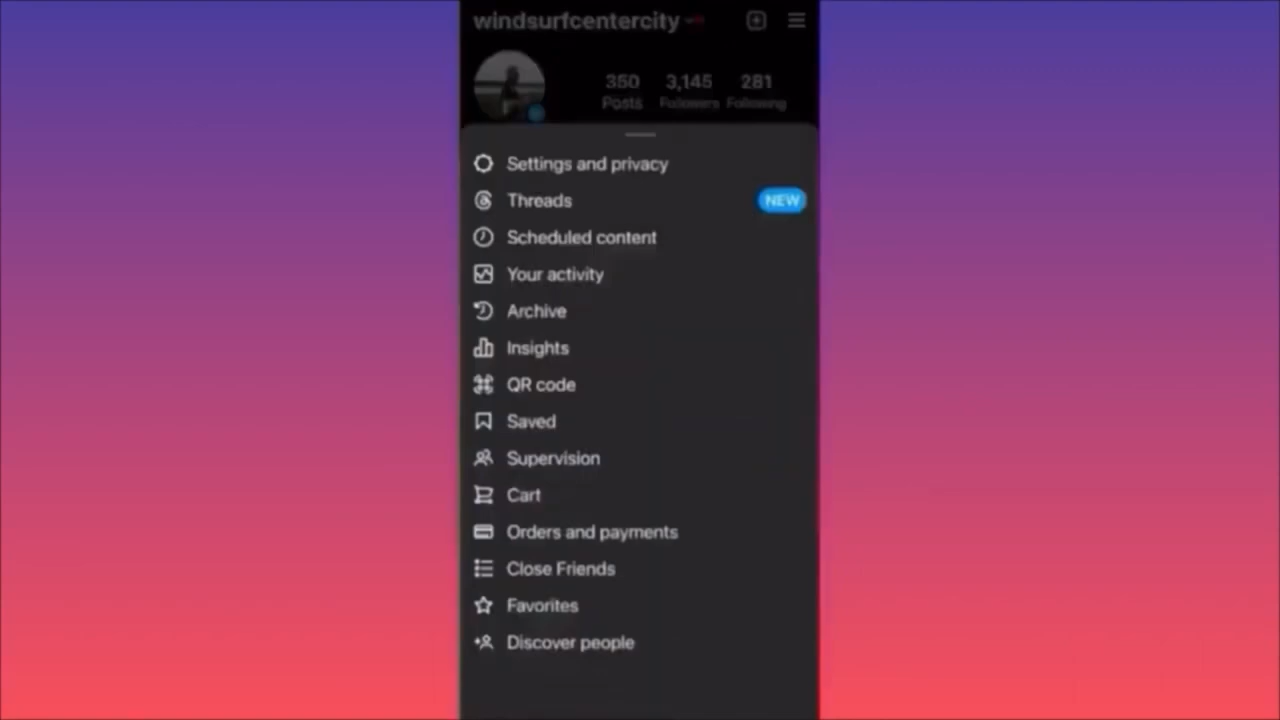 windsurfcentercity
350 3,145 281
Posts Followers Following
Settings and privacy
Threads NEW
Scheduled content
Your activity
Archive
Insights
QR code
Saved
Supervision
Cart
Orders and payments
Close Friends
Favorites
Discover people